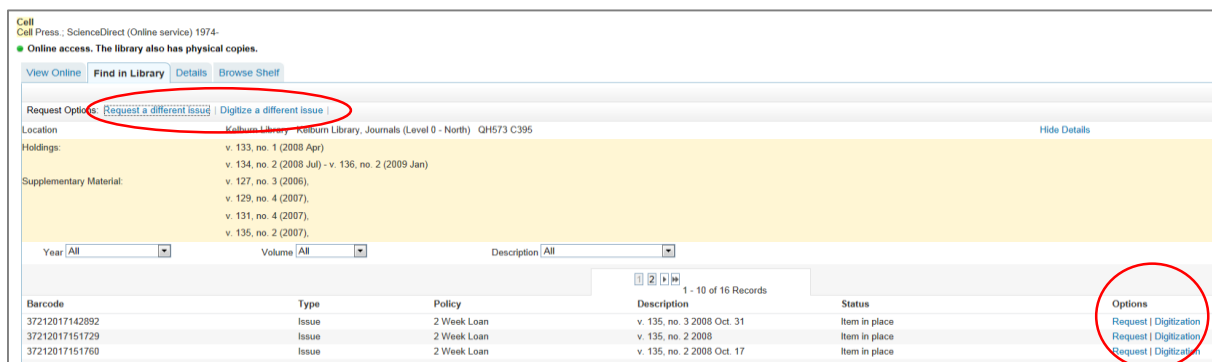 Cell
Cell Press.; ScienceDirect (Online service) 1974-
Online access. The library also has physical copies.
View Online Find in Library Details Browse Shelf
Request Options: Request a different issue | Digitize a different issue |
Location Kelburn Library Kelburn Library, Journals (Level 0 - North) QH573 C395 Hide Details
Holdings: v. 133, no. 1 (2008 Apr)
v. 134, no. 2 (2008 Jul) - v. 136, no. 2 (2009 Jan)
Supplementary Material: v. 127, no. 3 (2006),
v. 129, no. 4 (2007),
v. 131, no. 4 (2007),
v. 135, no. 2 (2007),
Year All Volume All Description All
1 2
1 - 10 of 16 Records
Barcode Type Policy Description Status Options
37212017142892 Issue 2 Week Loan v. 135, no. 3 2008 Oct. 31 Item in place Request | Digitization
37212017151729 Issue 2 Week Loan v. 135, no. 2 2008 Item in place Request | Digitization
37212017151760 Issue 2 Week Loan v. 135, no. 2 2008 Oct. 17 Item in place Request | Digitization